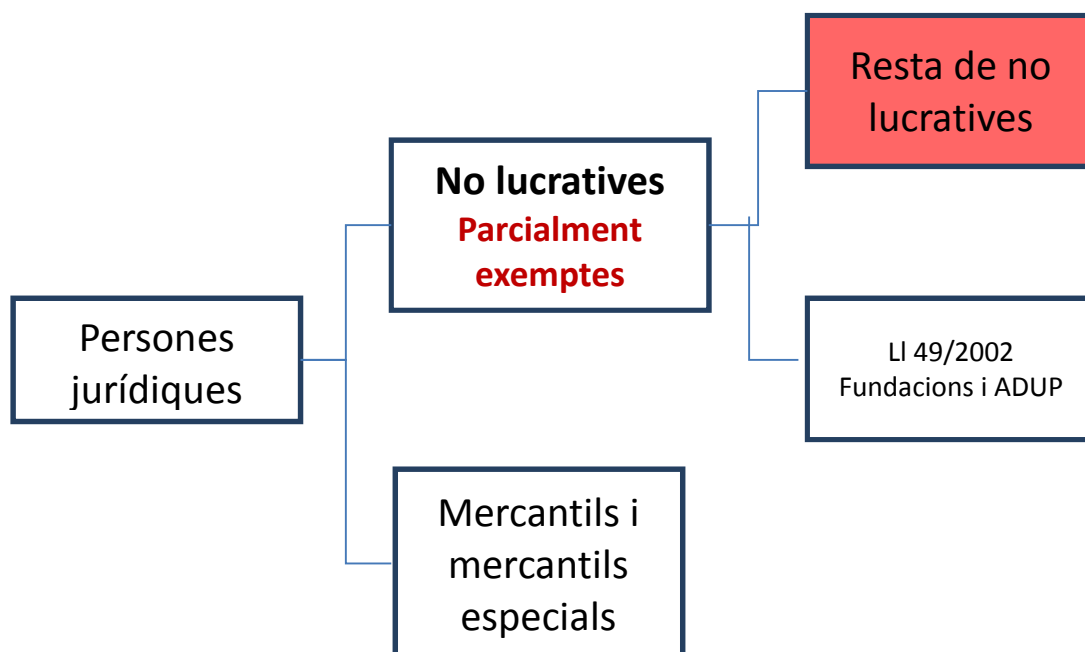 Resta de no
lucratives
No lucratives
Parcialment
exemptes
Persones
jurídiques
Ll 49/2002
Fundacions i ADUP
Mercantils i
mercantils
especials